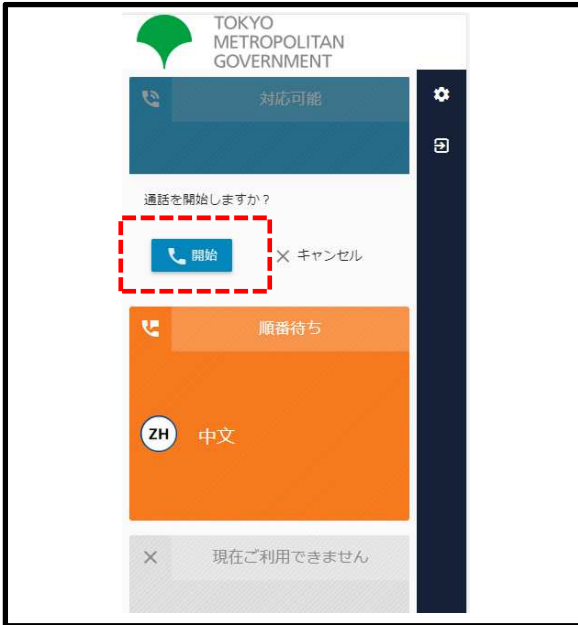 TOKYO
METROPOLITAN
GOVERNMENT
対応可能
通話を開始しますか？
開始
キャンセル
順番待ち
ZH 中文
現在ご利用できません